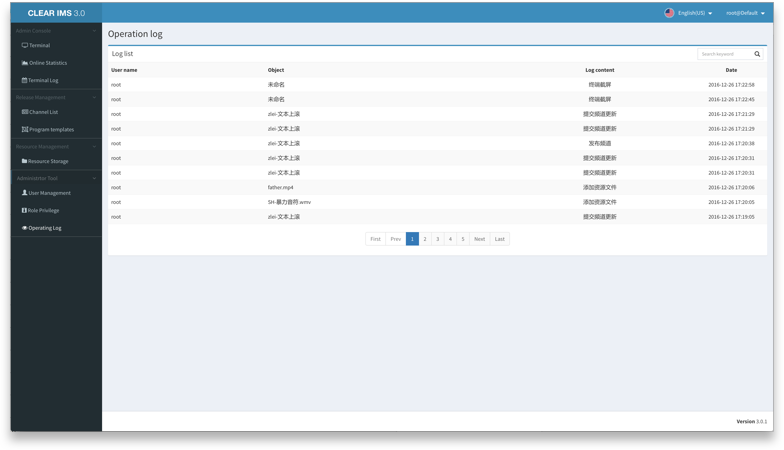 CLEAR IMS 3.0
English(US)
root@Default
Admin Console
Terminal
Online Statistics
Terminal Log
Release Management
Channel List
Program templates
Resource Management
Resource Storage
Administrtor Tool
User Management
Role Privilege
Operating Log
Operation log
Log list
Search keyword
User name Object Log content Date
root 未命名 终端截屏 2016-12-26 17:22:58
root 未命名 终端截屏 2016-12-26 17:22:45
root zlei-文本上滚 提交频道更新 2016-12-26 17:21:29
root zlei-文本上滚 提交频道更新 2016-12-26 17:21:29
root zlei-文本上滚 发布频道 2016-12-26 17:20:38
root zlei-文本上滚 提交频道更新 2016-12-26 17:20:31
root zlei-文本上滚 提交频道更新 2016-12-26 17:20:31
root father.mp4 添加资源文件 2016-12-26 17:20:06
root SH-暴力音符.wmv 添加资源文件 2016-12-26 17:20:05
root zlei-文本上滚 提交频道更新 2016-12-26 17:19:05
First Prev 1 2 3 4 5 Next Last
Version 3.0.1